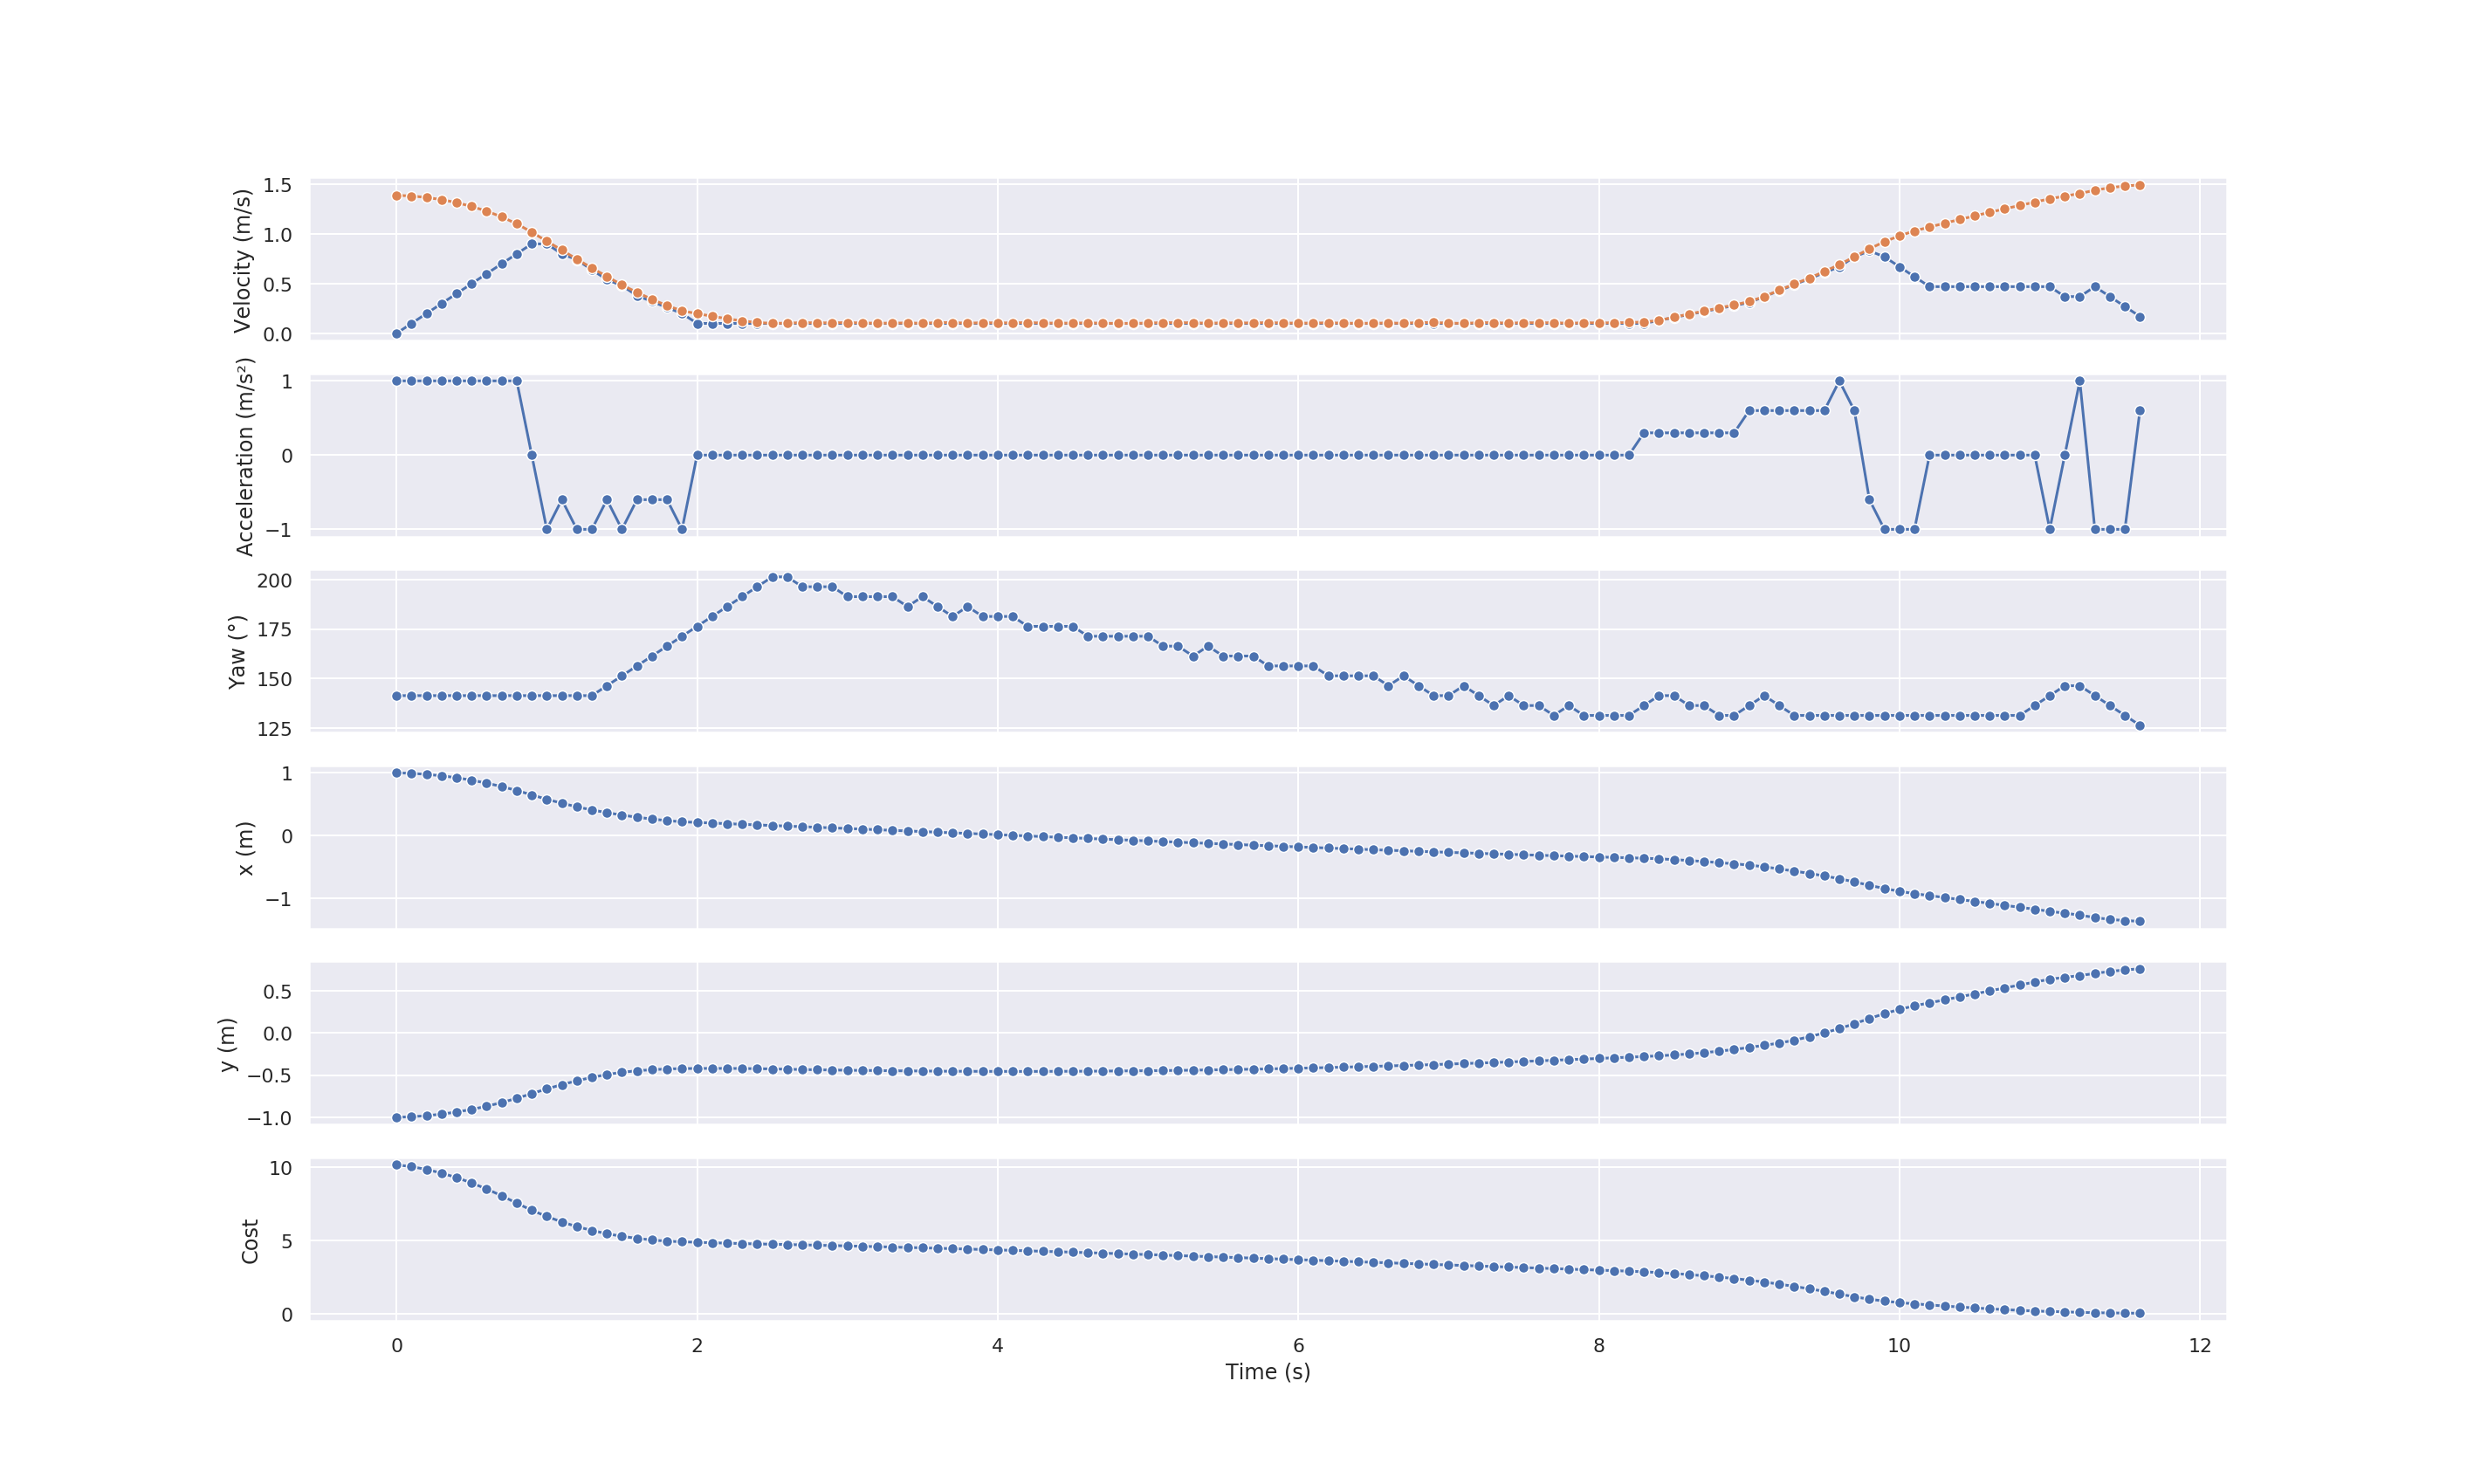 Velocity (m/s)
1.5
1.0
0.5
0.0
Acceleration (m/s²)
1
0
−1
Yaw (°)
200
175
150
125
x (m)
1
0
−1
y (m)
0.5
0.0
−0.5
−1.0
Cost
10
5
0
0 2 4 6 8 10 12
Time (s)